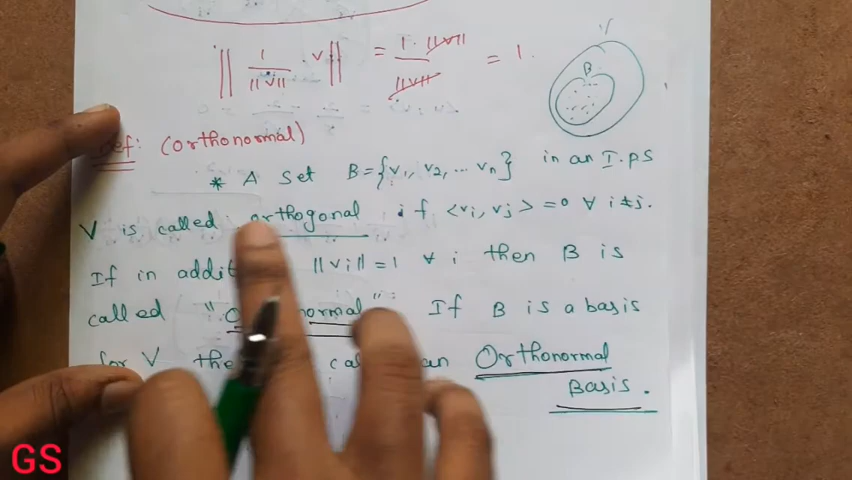 || 1/||v|| · v || = 1·||v||/||v|| = 1.
V
B
Def: (Orthonormal)
* A set B={v₁, v₂, ... vₙ} in an I.PS
V is called orthogonal if <vi, vj> =0 ∀ i≠j.
If in addit ||vi||=1 ∀ i then B is
called " If B is a basis
for V an Orthonormal
Basis.
GS